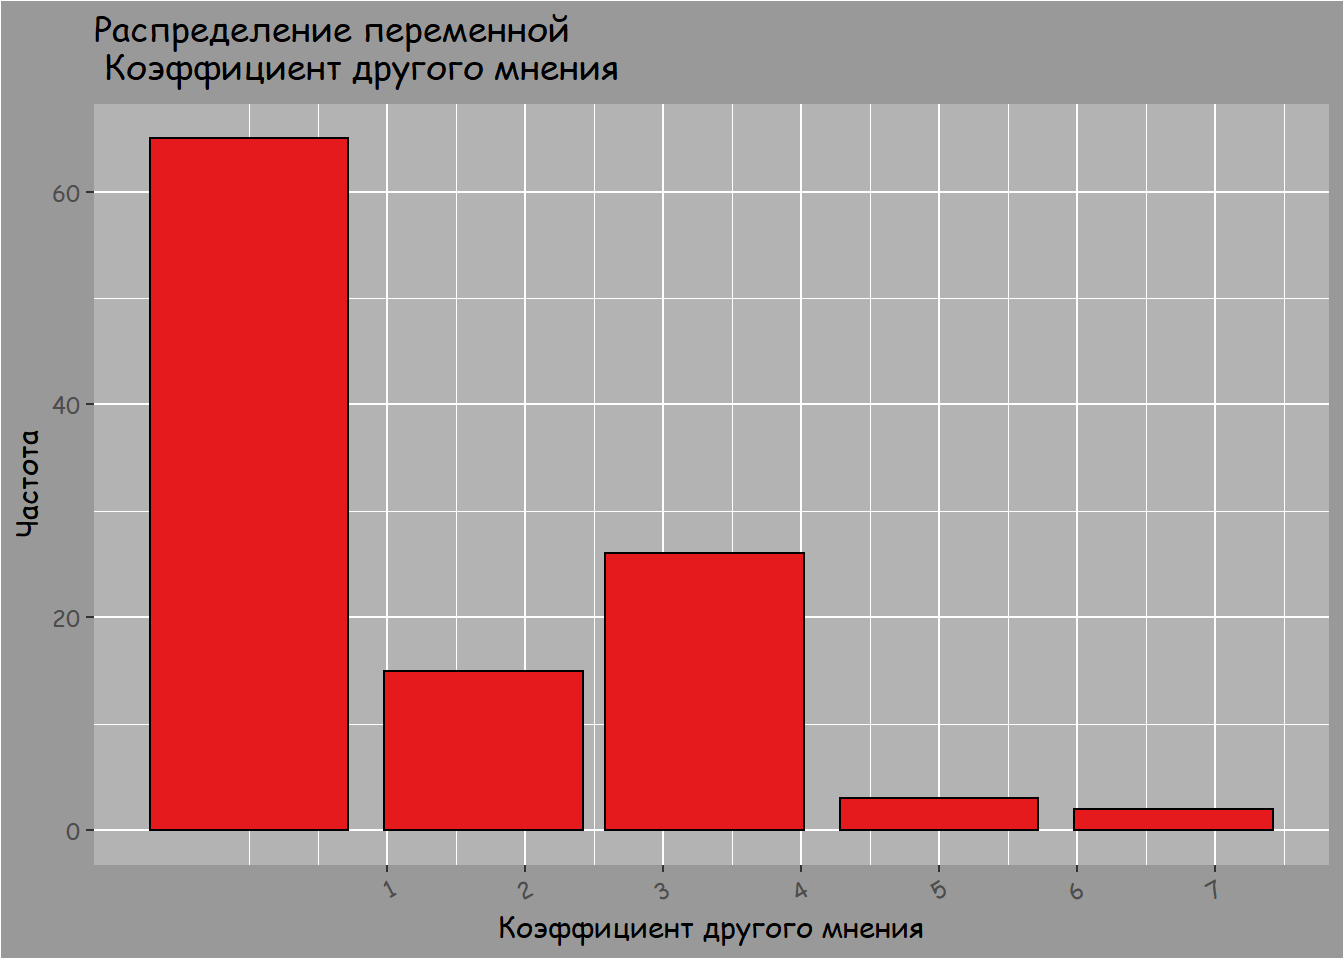 Распределение переменной
Коэффициент другого мнения
60
40
20
0
Частота
1 2 3 4 5 6 7
Коэффициент другого мнения